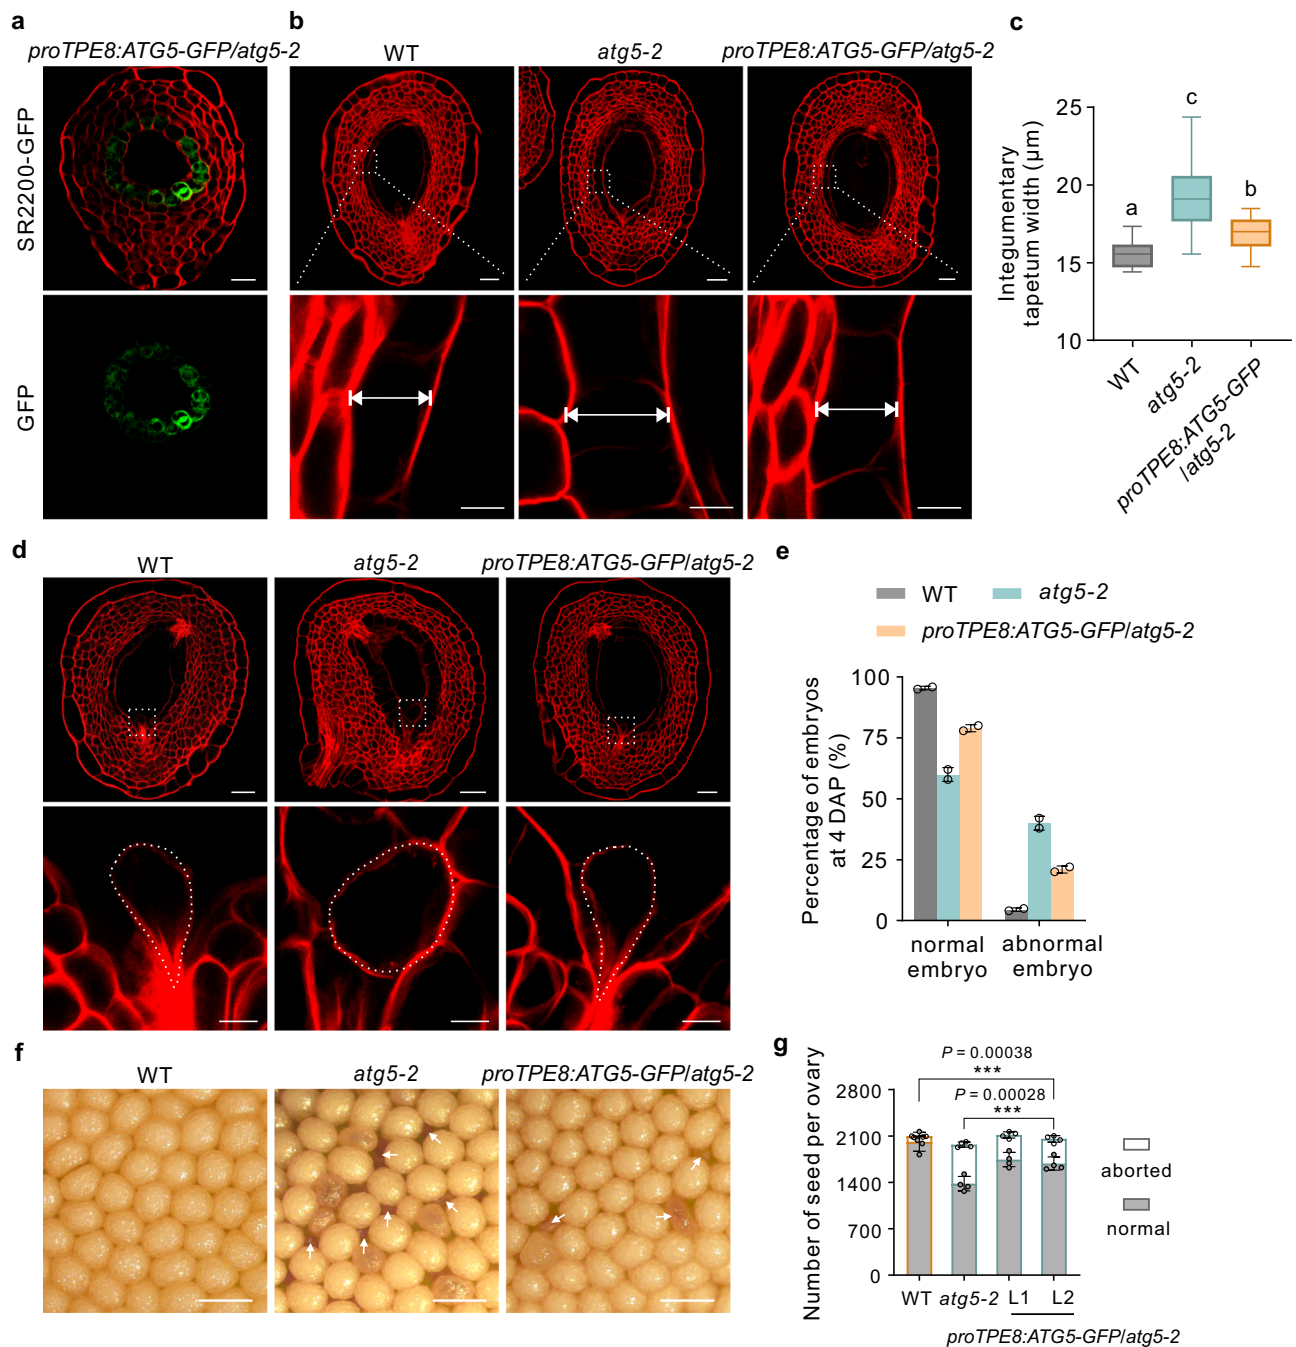 a
proTPE8:ATG5-GFP/atg5-2
SR2200-GFP
GFP
b
WT
atg5-2
proTPE8:ATG5-GFP/atg5-2
c
Integumentary
tapetum width (μm)
25
20
15
10
a
c
b
WT
atg5-2
proTPE8:ATG5-GFP
/atg5-2
d
WT
atg5-2
proTPE8:ATG5-GFP/atg5-2
e
WT
atg5-2
proTPE8:ATG5-GFP/atg5-2
Percentage of embryos
at 4 DAP (%)
100
75
50
25
0
normal
embryo
abnormal
embryo
f
WT
atg5-2
proTPE8:ATG5-GFP/atg5-2
g
P = 0.00038
***
P = 0.00028
***
Number of seed per ovary
2800
2100
1400
700
0
WT
atg5-2
L1
L2
proTPE8:ATG5-GFP/atg5-2
aborted
normal